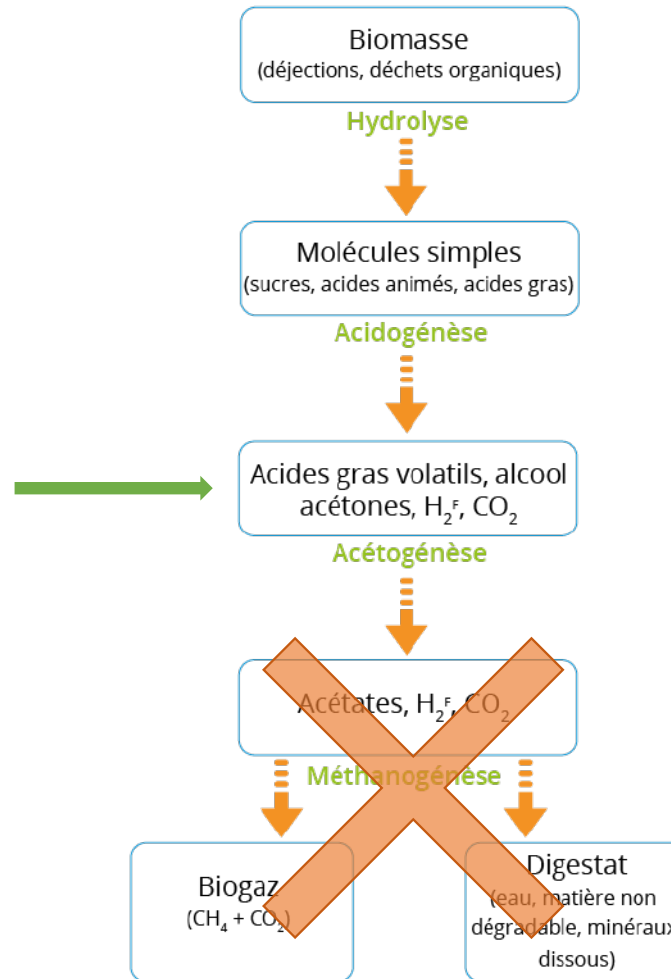 Biomasse
(déjections, déchets organiques)
Hydrolyse
Molécules simples
(sucres, acides animés, acides gras)
Acidogénèse
Acides gras volatils, alcool
acétones, H₂ᶠ, CO₂
Acétogénèse
Acétates, H₂ᶠ, CO₂
Méthanogénèse
Biogaz
(CH₄ + CO₂)
Digestat
(eau, matière non
dégradable, minéraux
dissous)